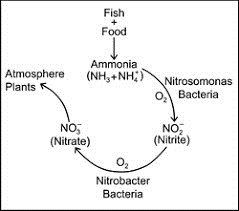 Fish
+
Food
Ammonia
(NH₃+NH₄⁺)
Nitrosomonas
Bacteria
O₂
NO₂⁻
(Nitrite)
O₂
Nitrobacter
Bacteria
NO₃⁻
(Nitrate)
Atmosphere
Plants